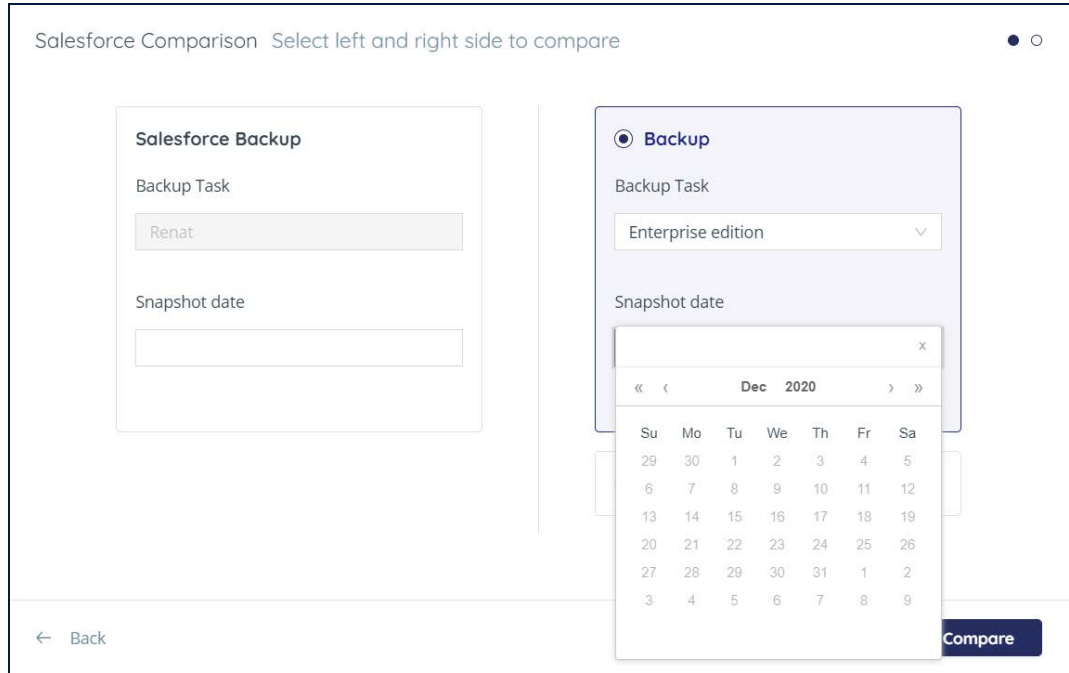 Salesforce Comparison Select left and right side to compare
Salesforce Backup
Backup Task
Renat
Snapshot date
Backup
Backup Task
Enterprise edition
Snapshot date
x
« ‹ Dec 2020 › »
Su Mo Tu We Th Fr Sa
29 30 1 2 3 4 5
6 7 8 9 10 11 12
13 14 15 16 17 18 19
20 21 22 23 24 25 26
27 28 29 30 31 1 2
3 4 5 6 7 8 9
← Back
Compare